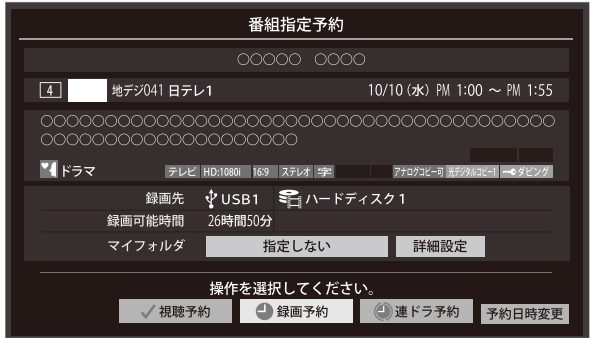 番組指定予約
○○○○○ ○○○○
4 地デジ041 日テレ1 10/10 (水) PM 1:00 ～ PM 1:55
○○○○○○○○○○○○○○○○○○○○○○○○○○○○○○○○○○○○○○○○
○○○○○○○○○○○○○○○○○○○○
ドラマ テレビ HD:1080i 16:9 ステレオ 字 アナログコピー可 光デジタルコピー1 ダビング
録画先 USB1 ハードディスク1
録画可能時間 26時間50分
マイフォルダ 指定しない 詳細設定
操作を選択してください。
視聴予約 録画予約 連ドラ予約 予約日時変更